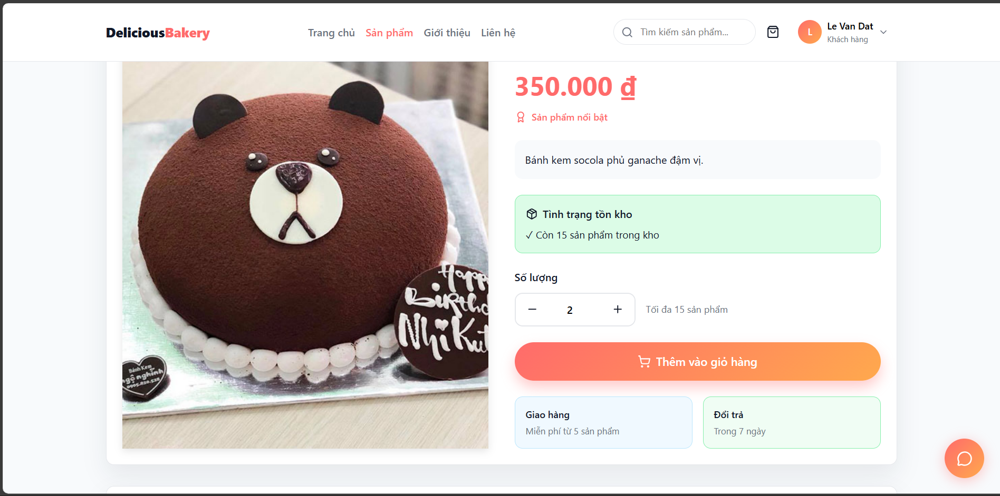 DeliciousBakery
Trang chủ Sản phẩm Giới thiệu Liên hệ
Tìm kiếm sản phẩm...
L
Le Van Dat
Khách hàng
350.000 ₫
Sản phẩm nổi bật
Bánh kem socola phủ ganache đậm vị.
Tình trạng tồn kho
✓ Còn 15 sản phẩm trong kho
Số lượng
− 2 +
Tối đa 15 sản phẩm
Thêm vào giỏ hàng
Giao hàng
Miễn phí từ 5 sản phẩm
Đổi trả
Trong 7 ngày
Happ
Birthd
Nhi Kut
Bánh Kem
ngộ nghĩnh